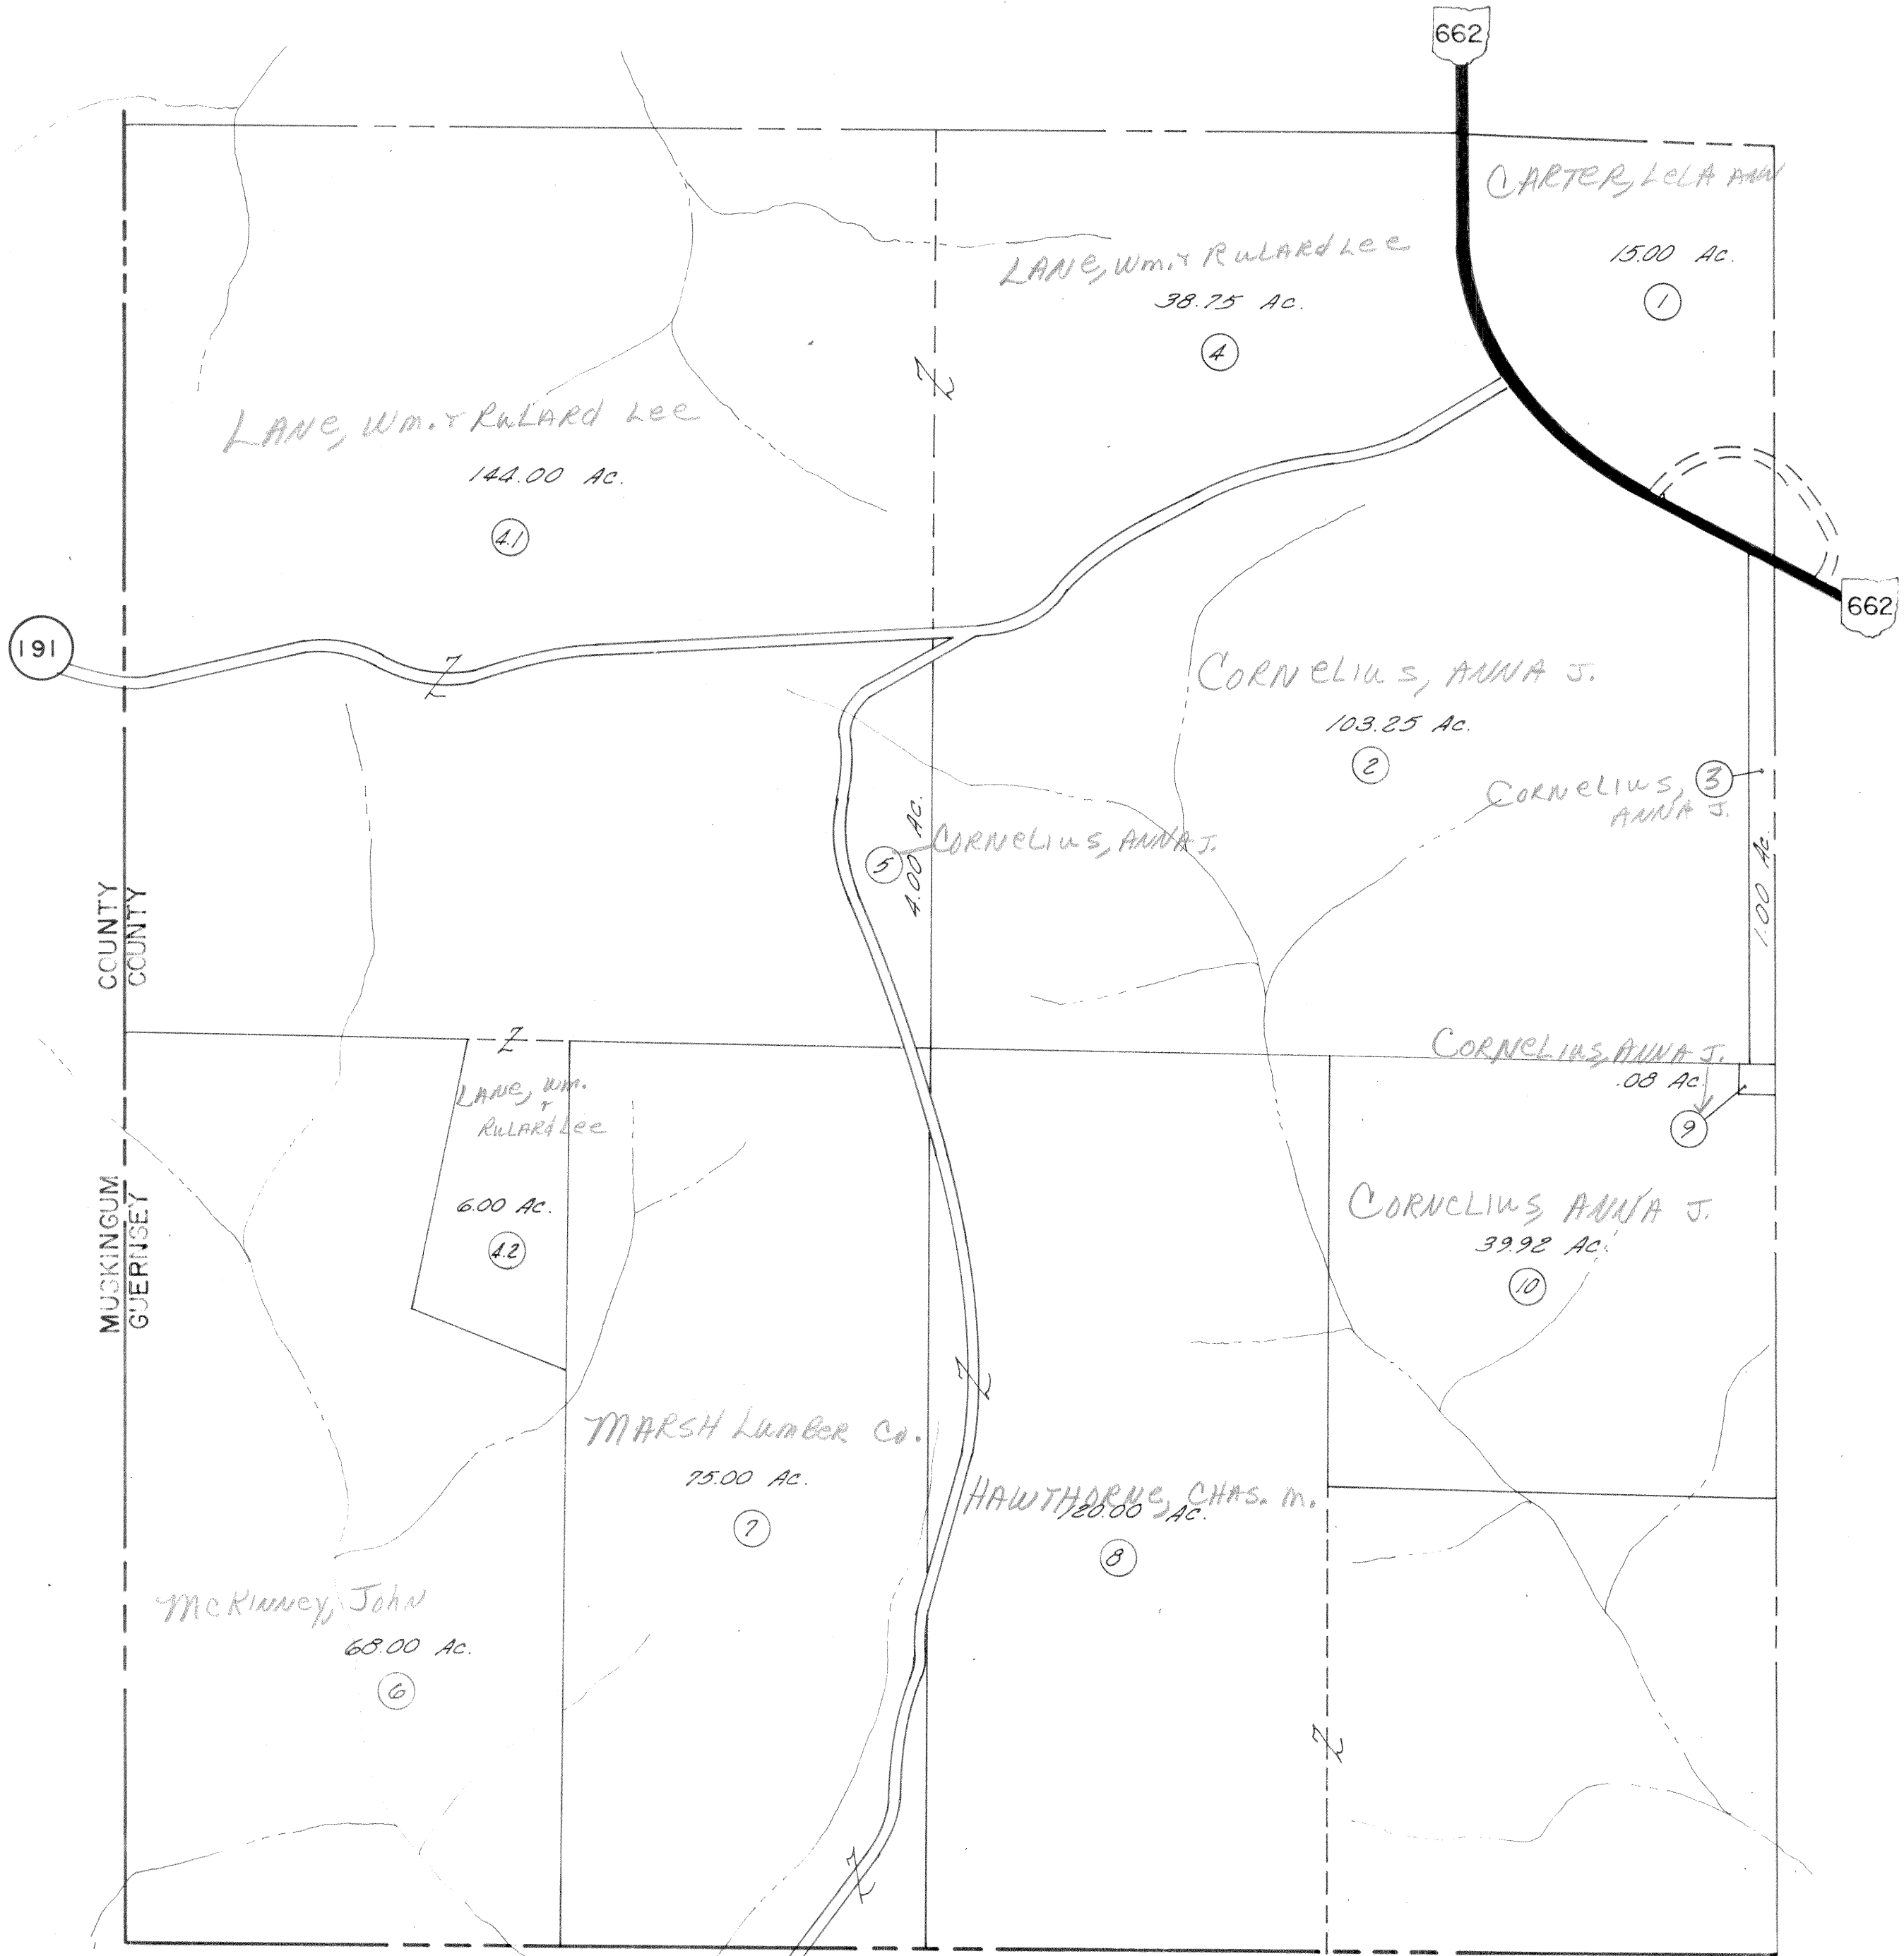 662
CARTER, LELA ANN
15.00 AC.
1
LANE, Wm. & RULARD LEE
38.75 AC.
4
LANE, Wm. & RULARD LEE
144.00 AC.
4.1
662
191
CORNELIUS, ANNA J.
103.25 AC.
2
CORNELIUS,
ANNA J.
3
1.00 AC.
5
4.00 AC.
CORNELIUS, ANNA J.
COUNTY
COUNTY
CORNELIUS, ANNA J.
.08 AC.
9
LANE, Wm.
&
RULARD LEE
6.00 AC.
4.2
MUSKINGUM
GUERNSEY
CORNELIUS, ANNA J.
39.92 AC.
10
MARSH LUMBER CO.
75.00 AC.
7
HAWTHORNE, CHAS. M.
120.00 AC.
8
McKINNEY, John
68.00 AC.
6